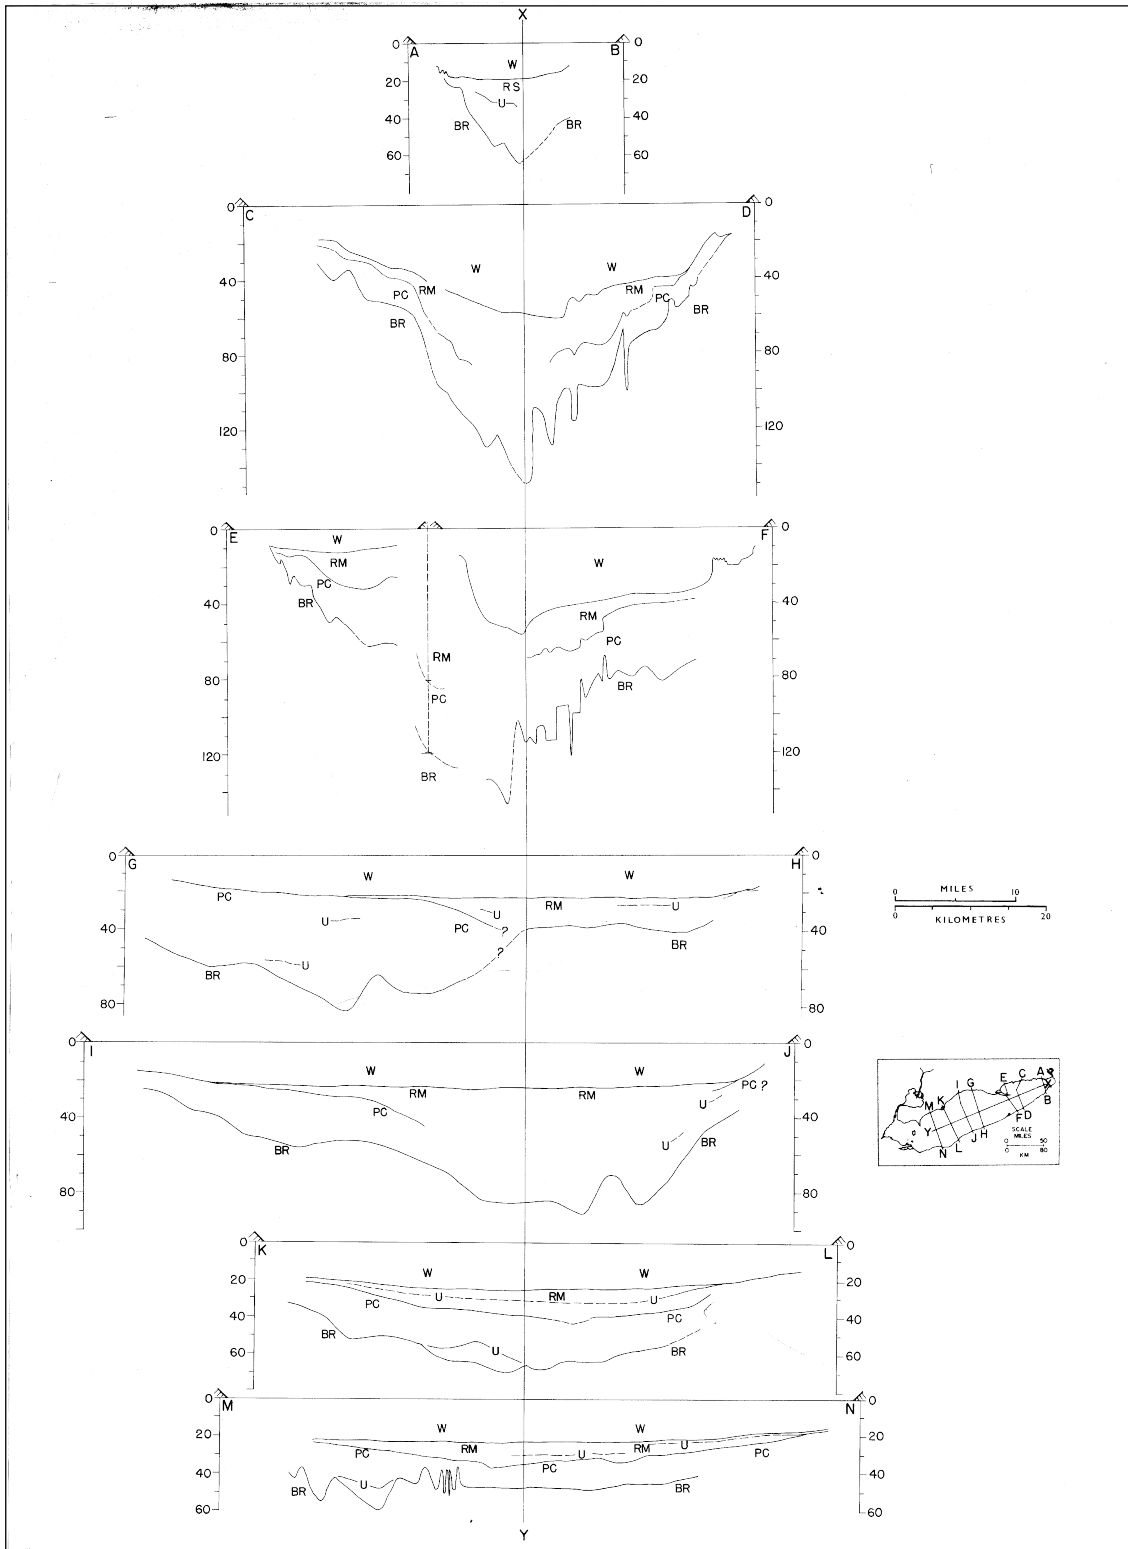 X
A B
0 0
W
20 RS 20
U
40 BR BR 40
60 60
0 0
C D
W W
40 RM RM 40
PC PC
BR BR
80 80
120 120
0 0
E F
W W
RM
PC
40 BR RM 40
PC
RM
80 BR 80
PC
120 120
BR
0 0
G H
W W
PC RM U
U U
40 PC ? 40
? BR
BR U
80 80
MILES
0 10
0 20
KILOMETRES
0 0
I J
W W
RM RM PC ?
PC U
40 40
BR U BR
80 80
A
E C
I G X
M K B
F D
Y
J H
N L
SCALE
MILES
0 50
0 80
KM
0 0
K L
20 W W 20
U RM U
PC PC
40 40
BR U BR
60 60
0 0
M N
20 W W 20
PC RM U RM U PC
PC
40 40
BR U BR
60 60
Y